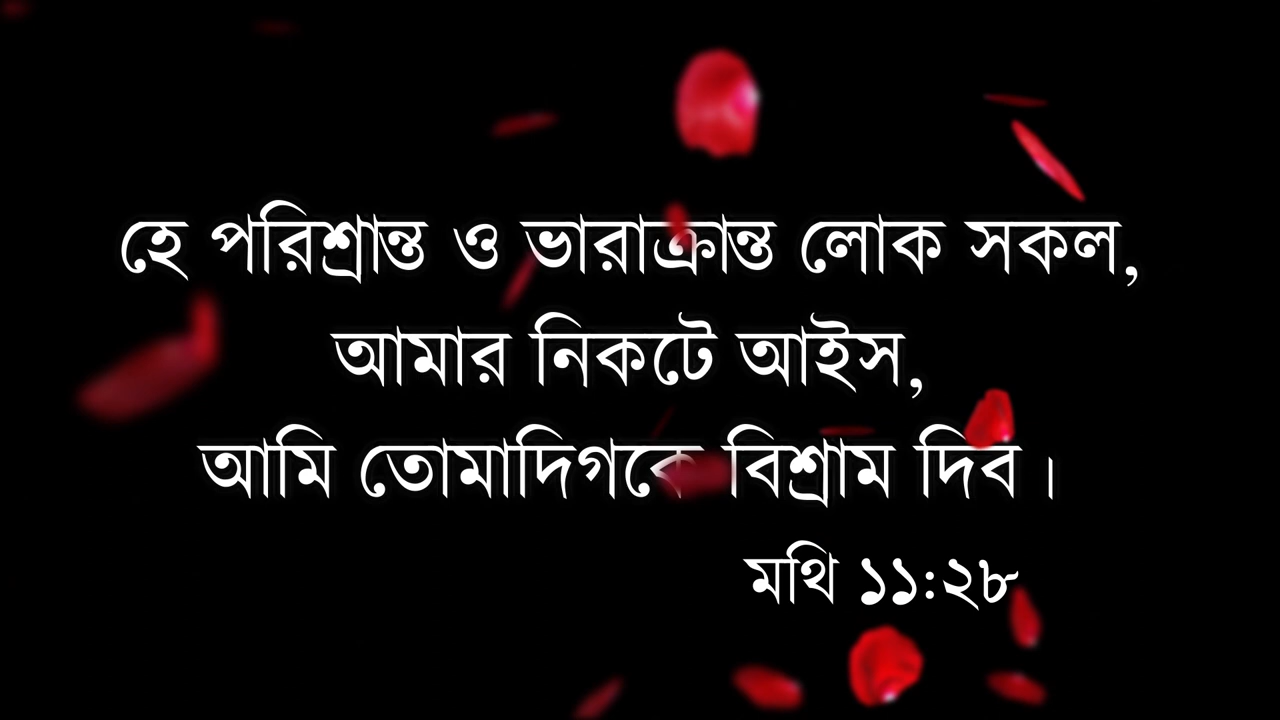 হে পরিশ্রান্ত ও ভারাক্রান্ত লোক সকল,
আমার নিকটে আইস,
আমি তোমাদিগকে বিশ্রাম দিব।
মথি ১১:২৮